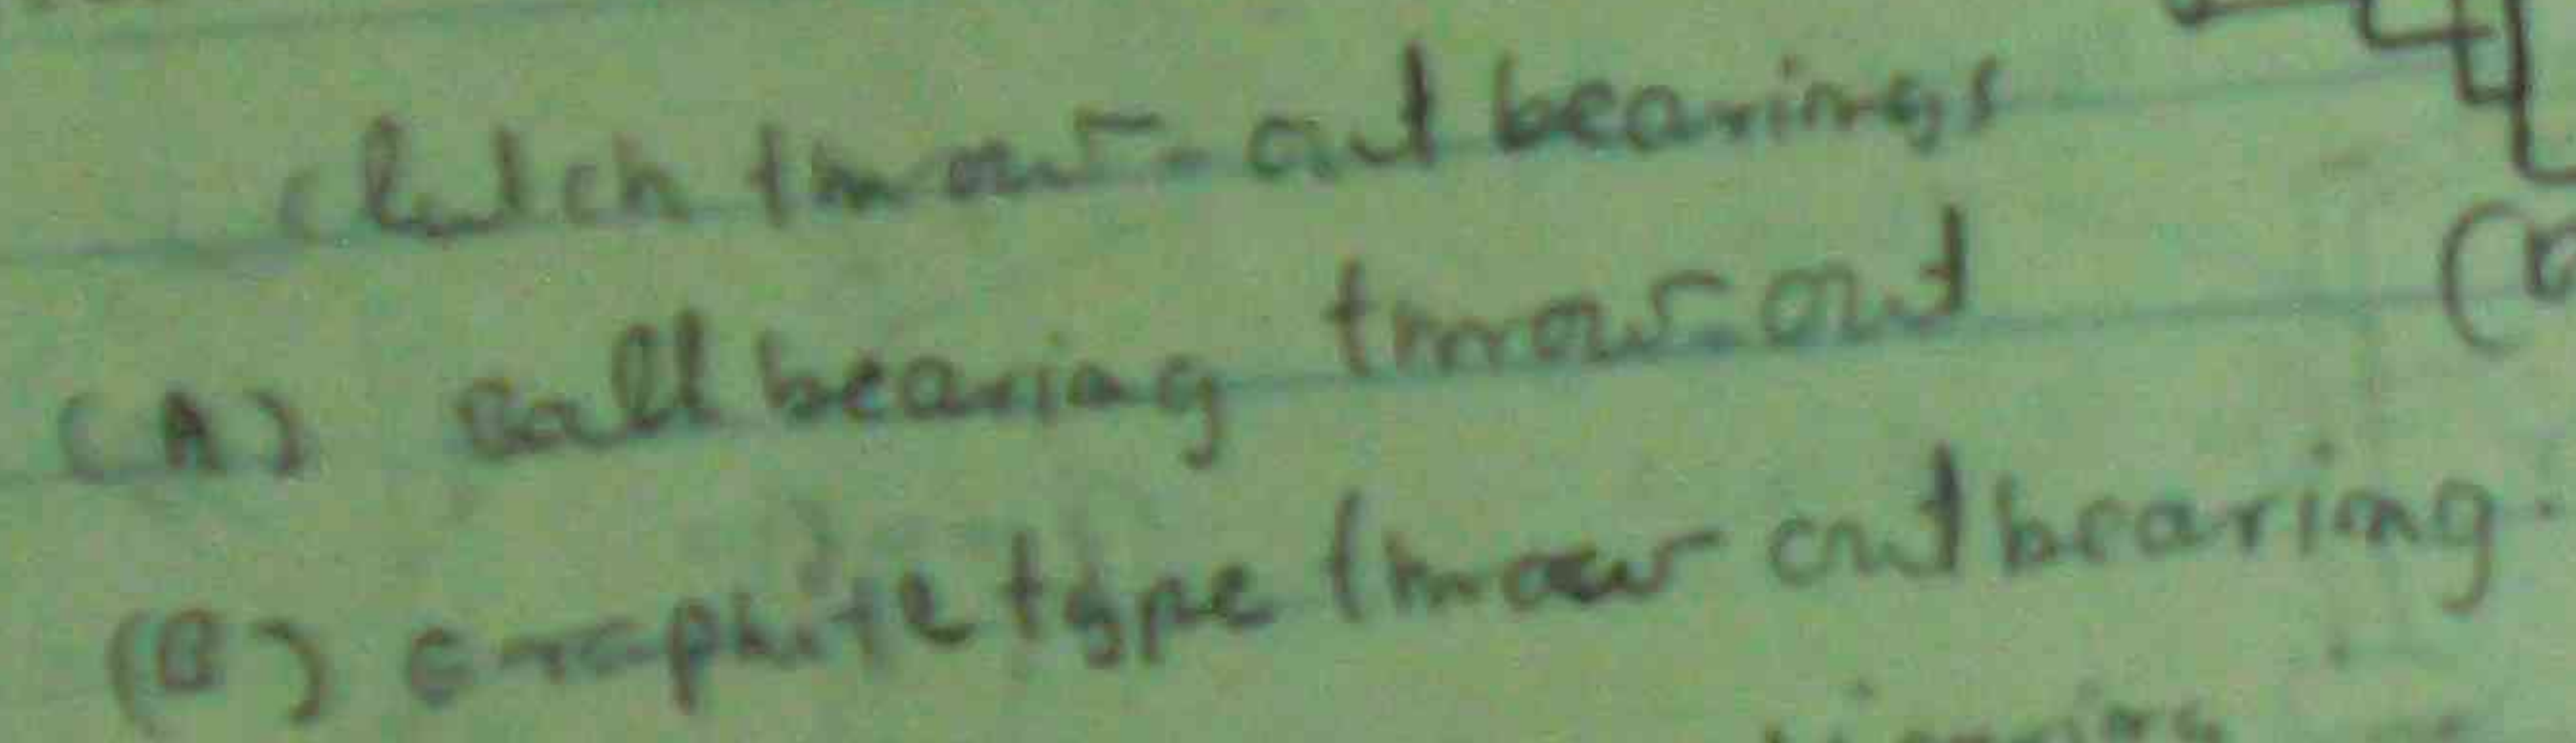 Clutch throw-out bearings
(A) Ball bearing throw-out
(B) Graphite type throw out bearing.